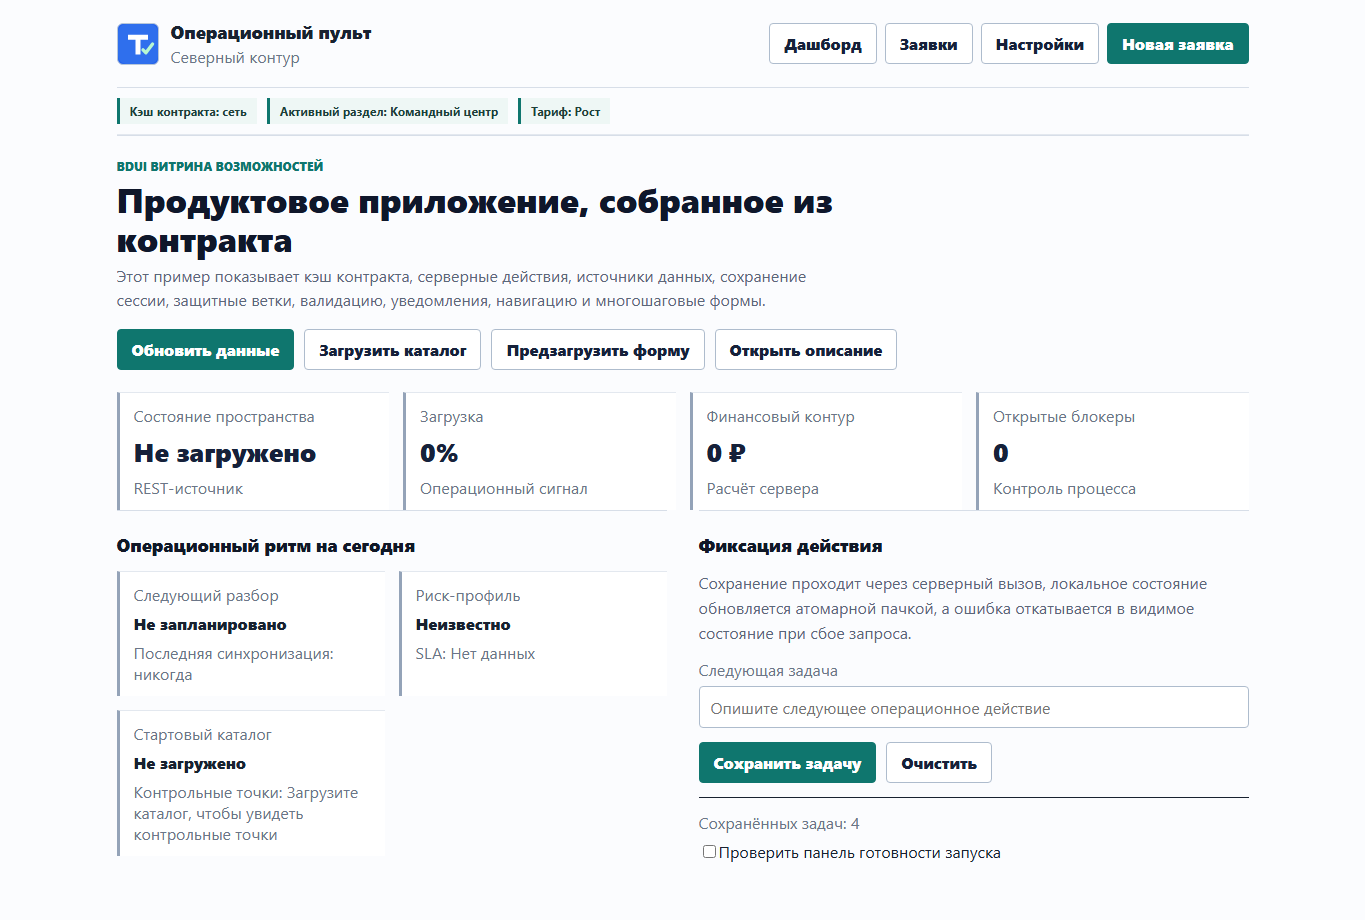 Операционный пульт
Северный контур
Дашборд
Заявки
Настройки
Новая заявка
Кэш контракта: сеть
Активный раздел: Командный центр
Тариф: Рост
BDUI ВИТРИНА ВОЗМОЖНОСТЕЙ
Продуктовое приложение, собранное из
контракта
Этот пример показывает кэш контракта, серверные действия, источники данных, сохранение
сессии, защитные ветки, валидацию, уведомления, навигацию и многошаговые формы.
Обновить данные
Загрузить каталог
Предзагрузить форму
Открыть описание
Состояние пространства
Не загружено
REST-источник
Загрузка
0%
Операционный сигнал
Финансовый контур
0 ₽
Расчёт сервера
Открытые блокеры
0
Контроль процесса
Операционный ритм на сегодня
Следующий разбор
Не запланировано
Последняя синхронизация:
никогда
Риск-профиль
Неизвестно
SLA: Нет данных
Стартовый каталог
Не загружено
Контрольные точки: Загрузите
каталог, чтобы увидеть
контрольные точки
Фиксация действия
Сохранение проходит через серверный вызов, локальное состояние
обновляется атомарной пачкой, а ошибка откатывается в видимое
состояние при сбое запроса.
Следующая задача
Опишите следующее операционное действие
Сохранить задачу
Очистить
Сохранённых задач: 4
Проверить панель готовности запуска